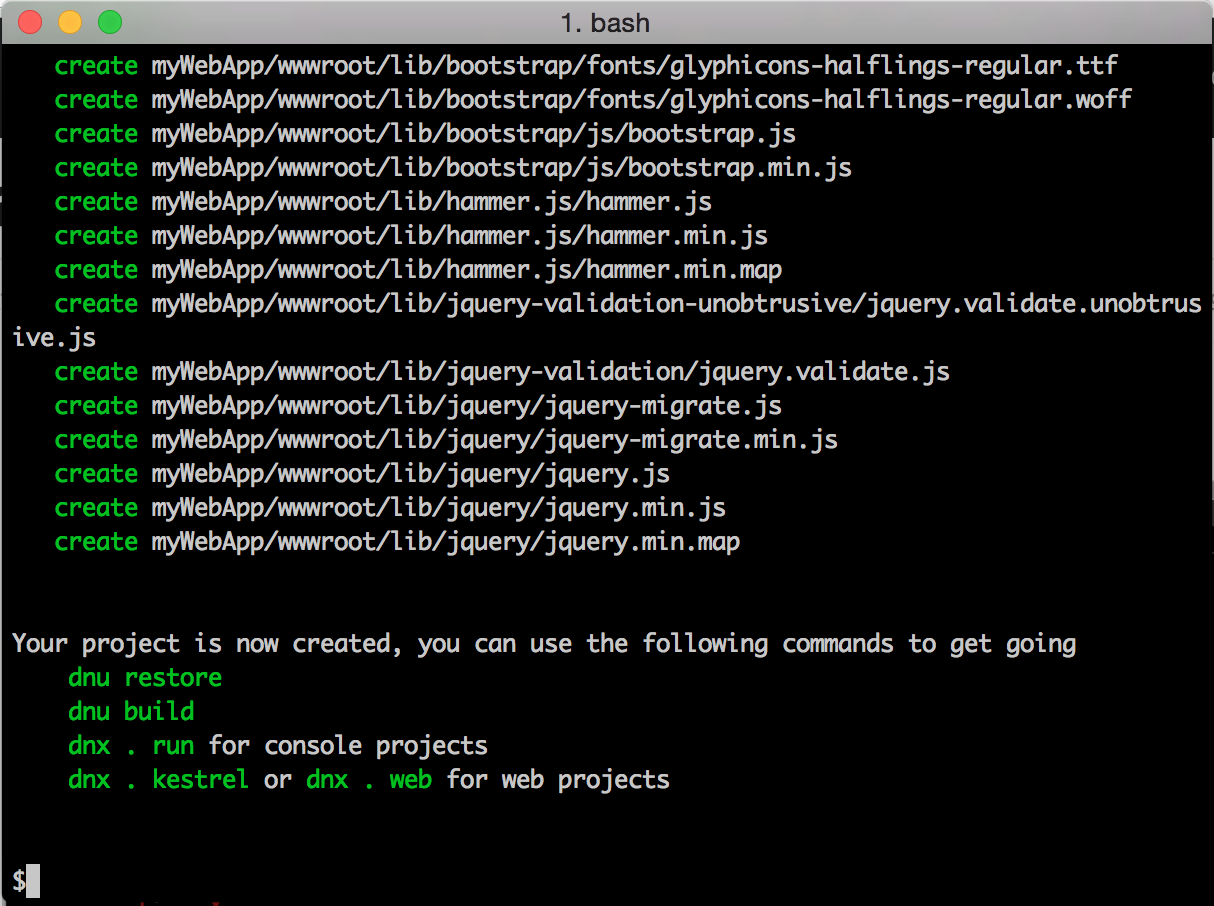 1. bash
create myWebApp/wwwroot/lib/bootstrap/fonts/glyphicons-halflings-regular.ttf
create myWebApp/wwwroot/lib/bootstrap/fonts/glyphicons-halflings-regular.woff
create myWebApp/wwwroot/lib/bootstrap/js/bootstrap.js
create myWebApp/wwwroot/lib/bootstrap/js/bootstrap.min.js
create myWebApp/wwwroot/lib/hammer.js/hammer.js
create myWebApp/wwwroot/lib/hammer.js/hammer.min.js
create myWebApp/wwwroot/lib/hammer.js/hammer.min.map
create myWebApp/wwwroot/lib/jquery-validation-unobtrusive/jquery.validate.unobtrus
ive.js
create myWebApp/wwwroot/lib/jquery-validation/jquery.validate.js
create myWebApp/wwwroot/lib/jquery/jquery-migrate.js
create myWebApp/wwwroot/lib/jquery/jquery-migrate.min.js
create myWebApp/wwwroot/lib/jquery/jquery.js
create myWebApp/wwwroot/lib/jquery/jquery.min.js
create myWebApp/wwwroot/lib/jquery/jquery.min.map
Your project is now created, you can use the following commands to get going
dnu restore
dnu build
dnx . run for console projects
dnx . kestrel or dnx . web for web projects
$